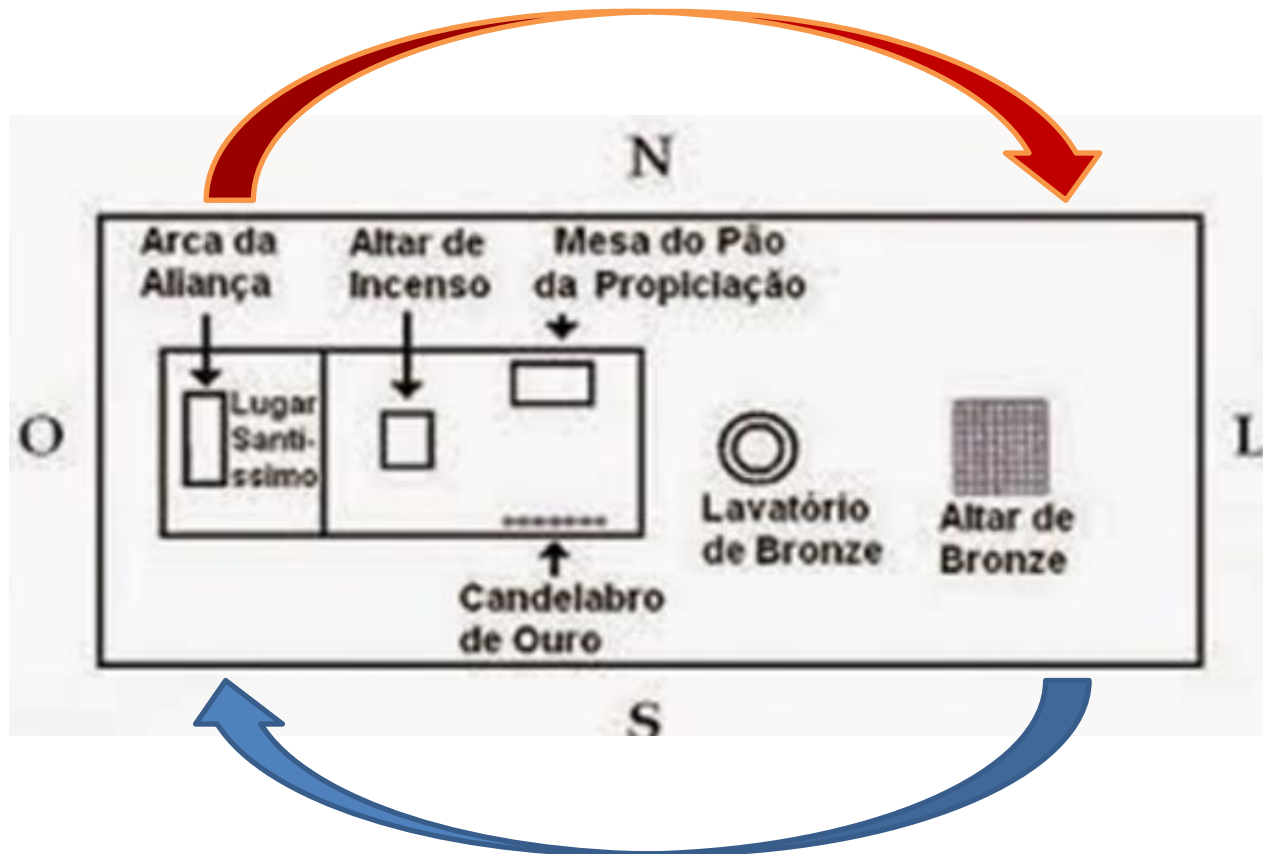 N
Arca da
Aliança
Altar de
Incenso
Mesa do Pão
da Propiciação
O
Lugar
Santi-
ssimo
L
Lavatório
de Bronze
Altar de
Bronze
Candelabro
de Ouro
S